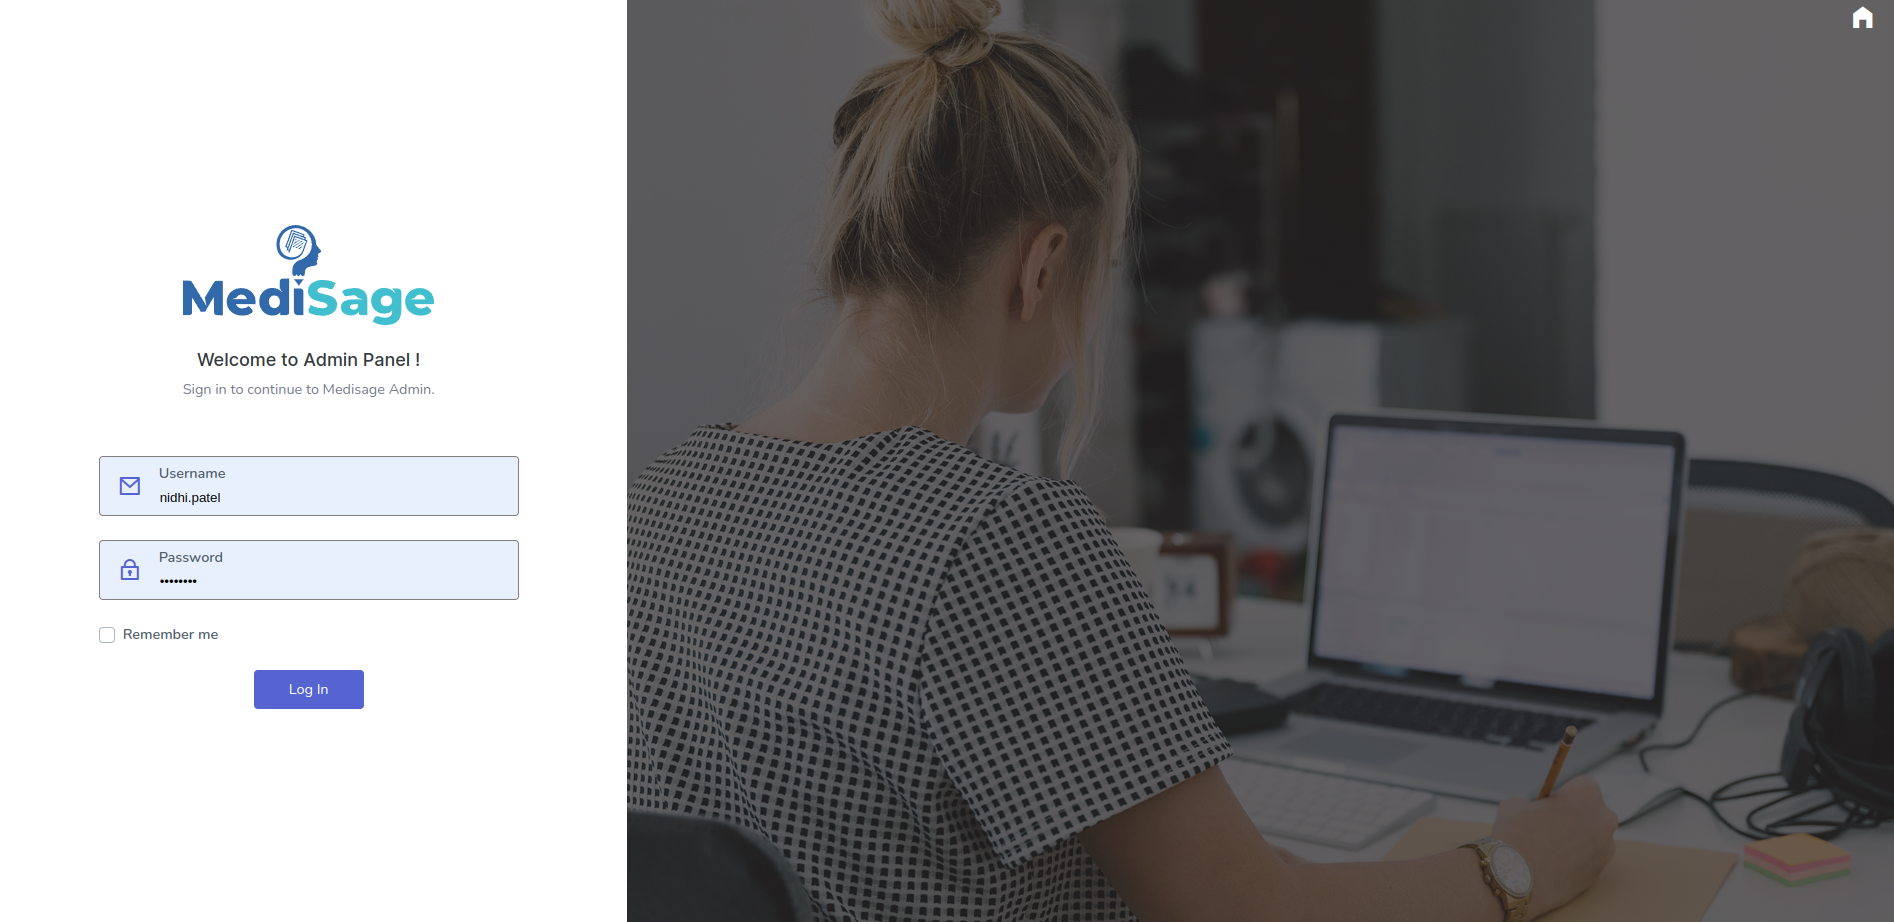 MediSage
Welcome to Admin Panel !
Sign in to continue to Medisage Admin.
Username
nidhi.patel
Password
••••••••
Remember me
Log In